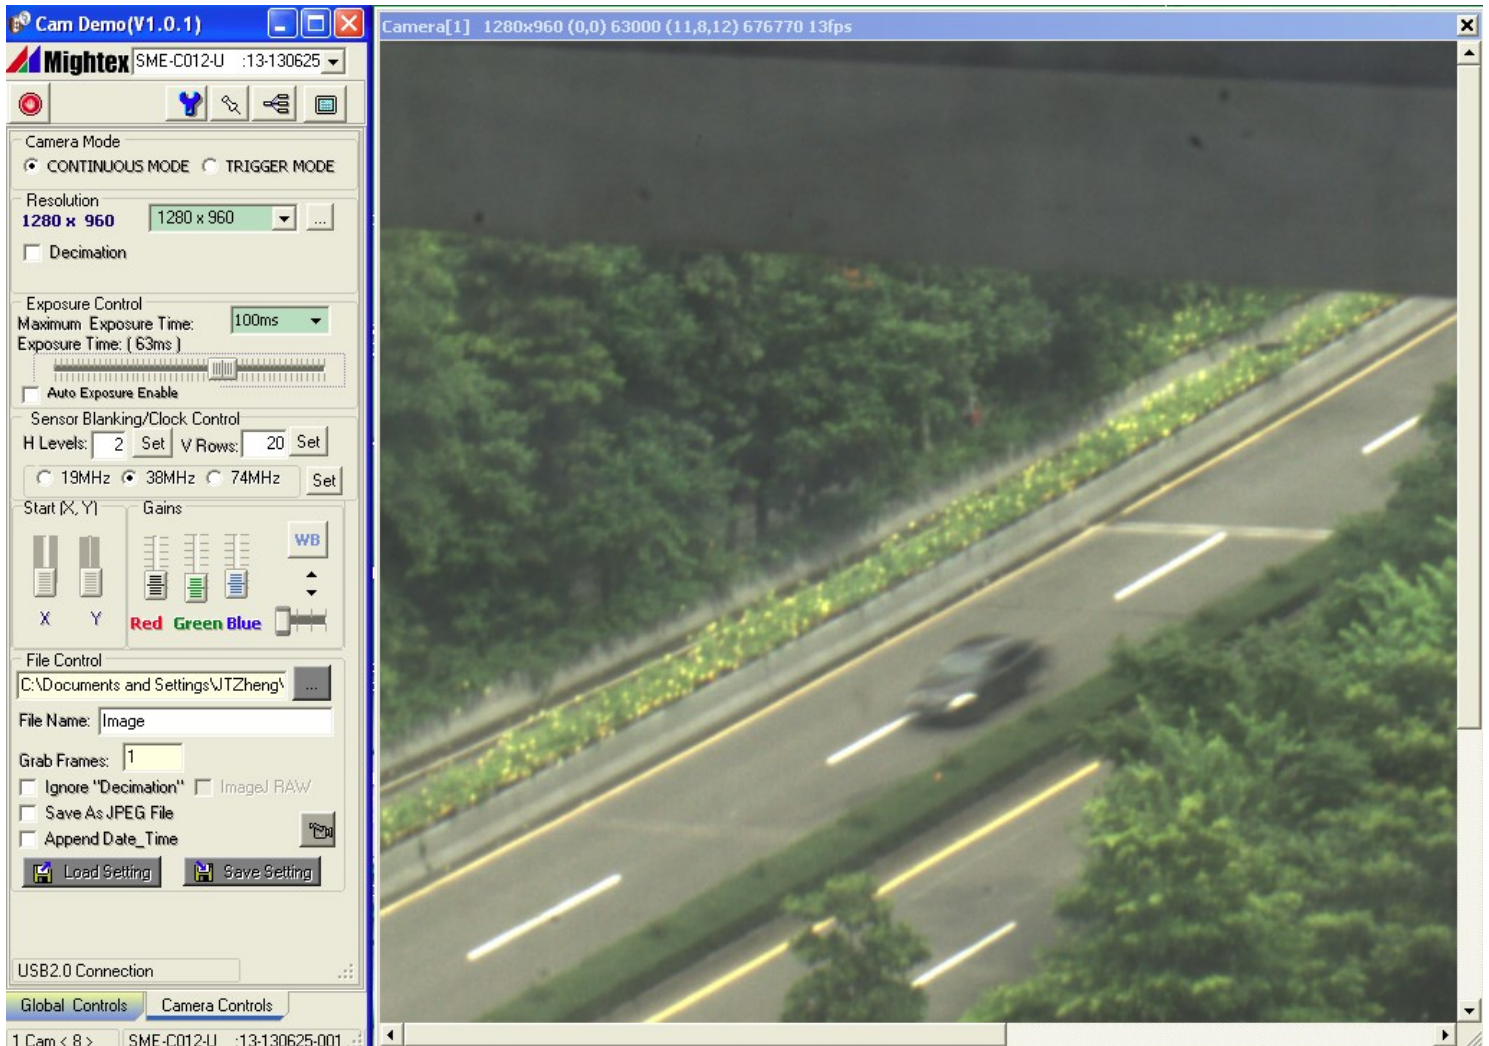 Cam Demo(V1.0.1)
Camera[1] 1280x960 (0,0) 63000 (11,8,12) 676770 13fps
Mightex SME-C012-U :13-130625
Camera Mode
CONTINUOUS MODE TRIGGER MODE
Resolution
1280 x 960 1280 x 960 ...
Decimation
Exposure Control
Maximum Exposure Time: 100ms
Exposure Time: ( 63ms )
Auto Exposure Enable
Sensor Blanking/Clock Control
H Levels: 2 Set V Rows: 20 Set
19MHz 38MHz 74MHz Set
Start (X, Y) Gains
WB
X Y Red Green Blue
File Control
C:\Documents and Settings\JTZheng\ ...
File Name: Image
Grab Frames: 1
Ignore "Decimation" ImageJ RAW
Save As JPEG File
Append Date_Time
Load Setting Save Setting
USB2.0 Connection
Global Controls Camera Controls
1 Cam < 8 > SME-C012-U :13-130625-001